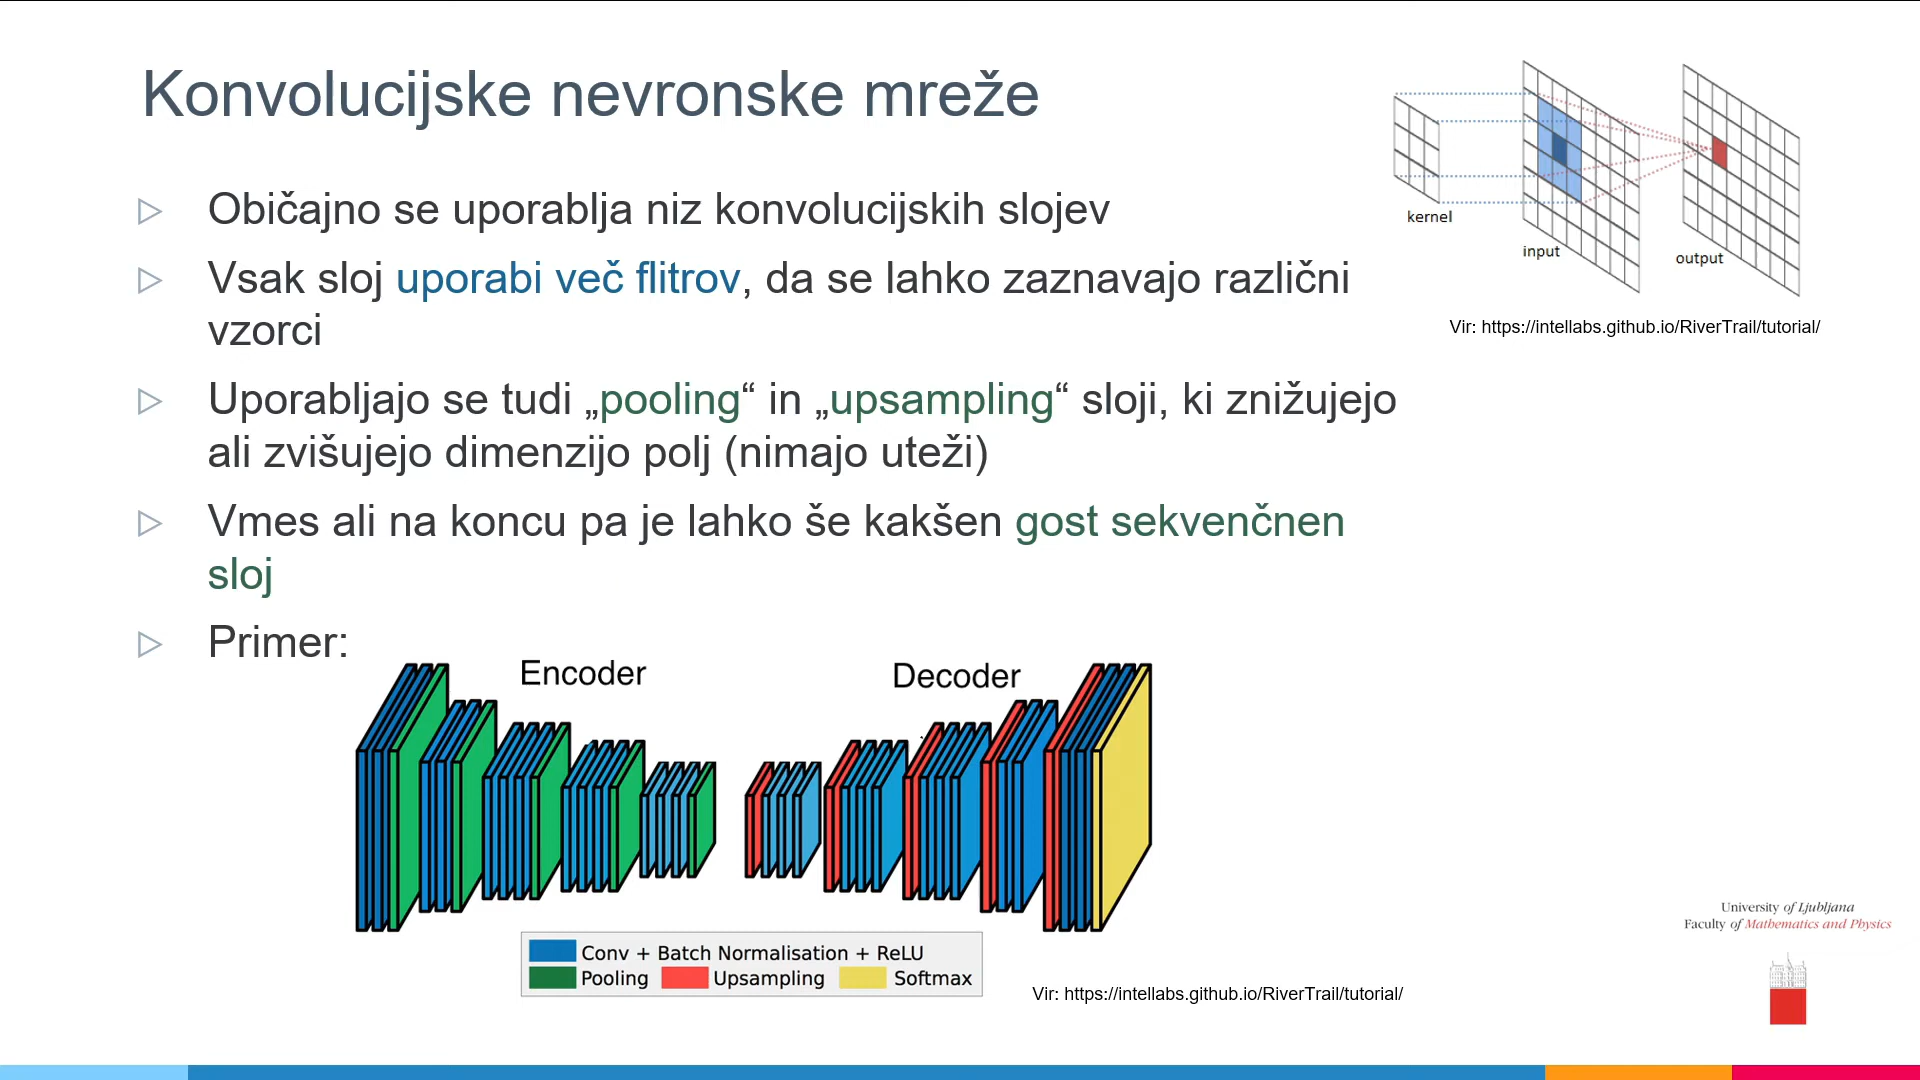 Konvolucijske nevronske mreže
kernel
input
output
Vir: https://intellabs.github.io/RiverTrail/tutorial/
Običajno se uporablja niz konvolucijskih slojev
Vsak sloj uporabi več flitrov, da se lahko zaznavajo različni
vzorci
Uporabljajo se tudi „pooling“ in „upsampling“ sloji, ki znižujejo
ali zvišujejo dimenzijo polj (nimajo uteži)
Vmes ali na koncu pa je lahko še kakšen gost sekvenčnen
sloj
Primer:
Encoder
Decoder
Conv + Batch Normalisation + ReLU
Pooling Upsampling Softmax
Vir: https://intellabs.github.io/RiverTrail/tutorial/
University of Ljubljana
Faculty of Mathematics and Physics